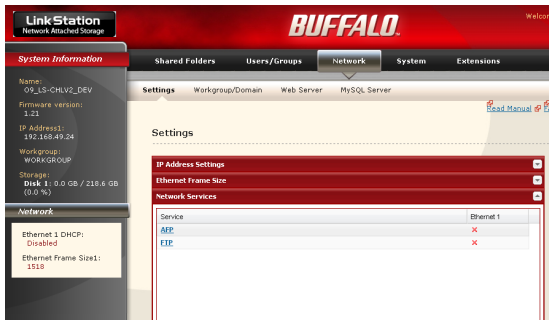 LinkStation
Network Attached Storage
BUFFALO
System Information
Shared Folders Users/Groups Network System Extensions
Name:
09_LS-CHLV2_DEV
Settings Workgroup/Domain Web Server MySQL Server
Firmware version:
1.21
Read Manual
IP Address1:
192.168.49.24
Settings
Workgroup:
WORKGROUP
Storage:
Disk 1: 0.0 GB / 218.6 GB
(0.0 %)
IP Address Settings
Ethernet Frame Size
Network Services
Network
Service Ethernet 1
AFP
FTP
Ethernet 1 DHCP:
Disabled
Ethernet Frame Size1:
1518